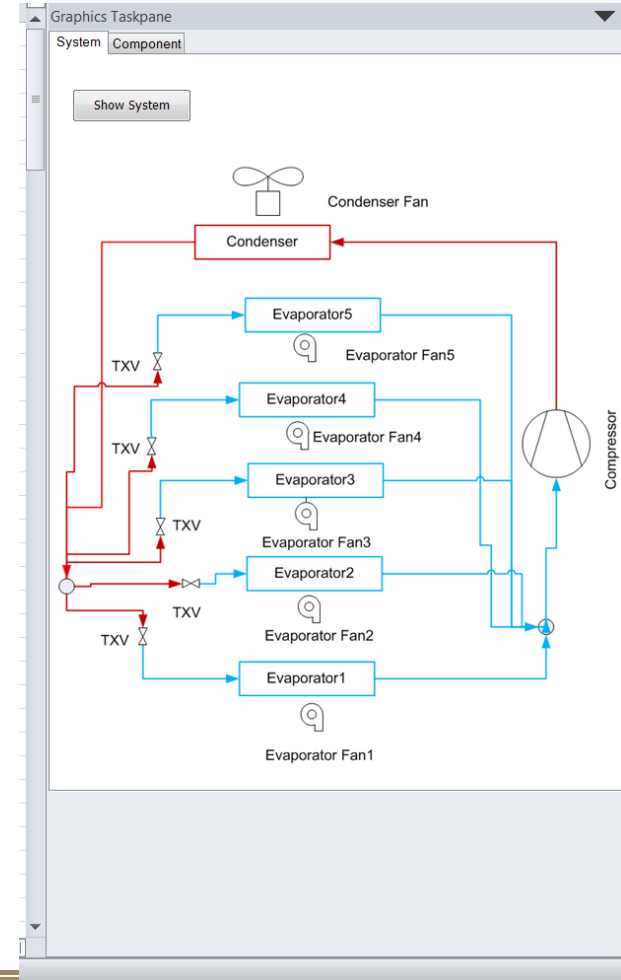 Graphics Taskpane
System Component
Show System
Condenser Fan
Condenser
Evaporator5
TXV
Evaporator Fan5
Evaporator4
TXV
Evaporator Fan4
Compressor
Evaporator3
TXV
Evaporator Fan3
Evaporator2
TXV
Evaporator Fan2
TXV
Evaporator1
Evaporator Fan1